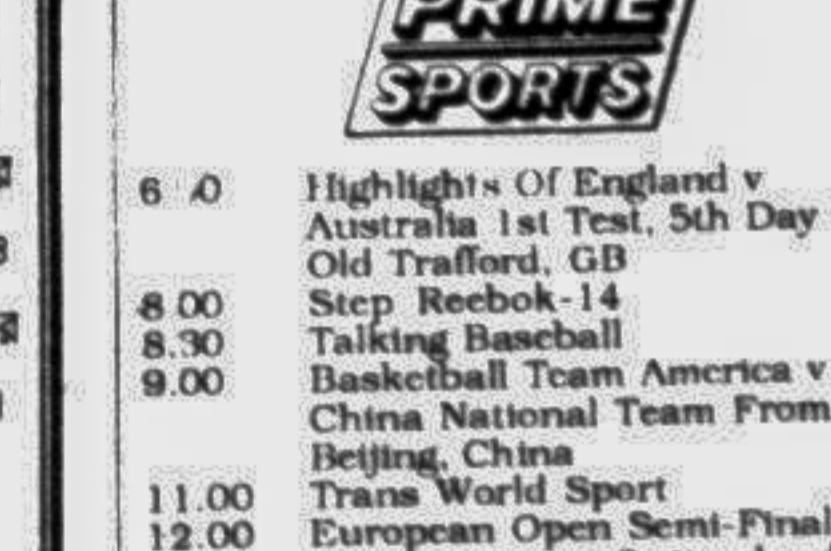 PRIME
SPORTS
Highlights Of England v
Australia 1st Test, 5th Day
Old Trafford, GB
8.00 Step Reebok-14
8.30 Talking Baseball
9.00 Basketball Team America v
China National Team From
Beijing, China
11.00 Trans World Sport
12.00 European Open Semi-Final